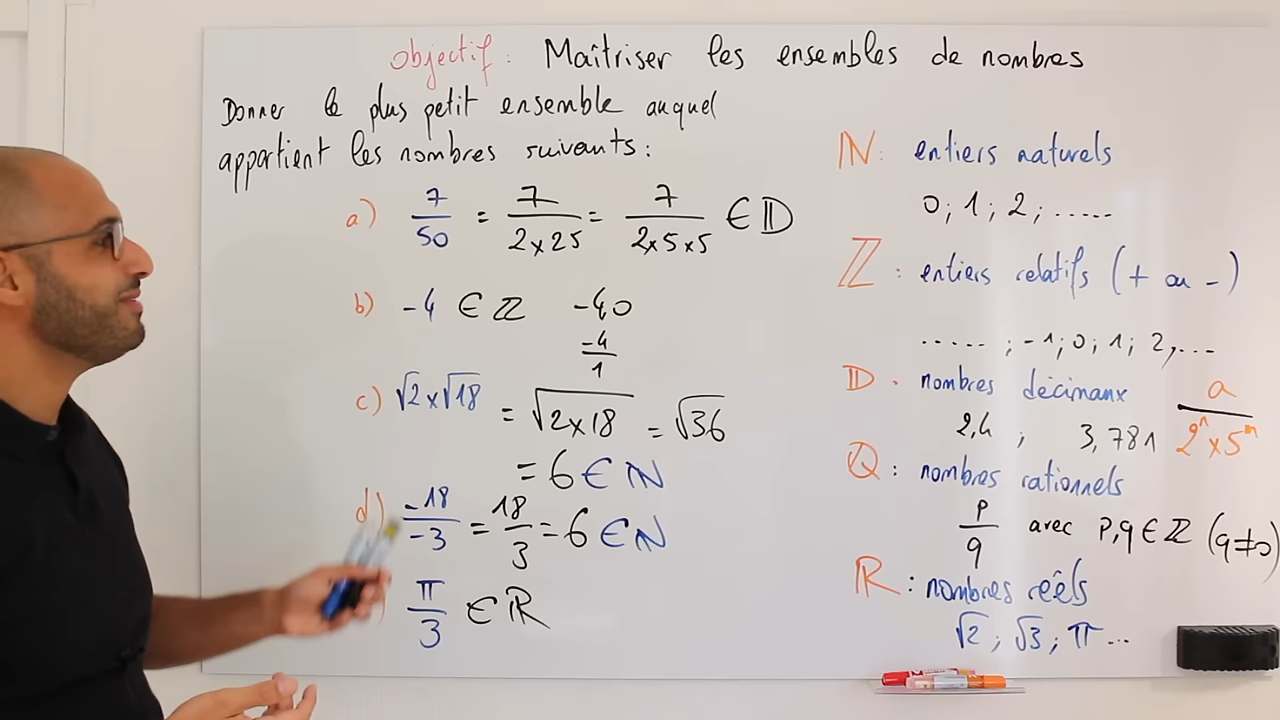 Objectif : Maîtriser les ensembles de nombres
Donner le plus petit ensemble auquel
appartient les nombres suivants :
a) 7/50 = 7/(2×25) = 7/(2×5×5) ∈ 𝔻
b) -4 ∈ ℤ -4,0
-4/1
c) √2×√18 = √(2×18) = √36
= 6 ∈ ℕ
d) -18/-3 = 18/3 = 6 ∈ ℕ
) π/3 ∈ ℝ
ℕ : entiers naturels
0 ; 1 ; 2 ; .....
ℤ : entiers relatifs (+ ou -)
..... ; -1 ; 0 ; 1 ; 2, ...
𝔻 . nombres décimaux a/(2ⁿ×5ᵐ)
2,4 ; 3,781
ℚ : nombres rationnels
p/q avec p,q ∈ ℤ (q≠0)
ℝ : nombres réels
√2 ; √3 ; π ...